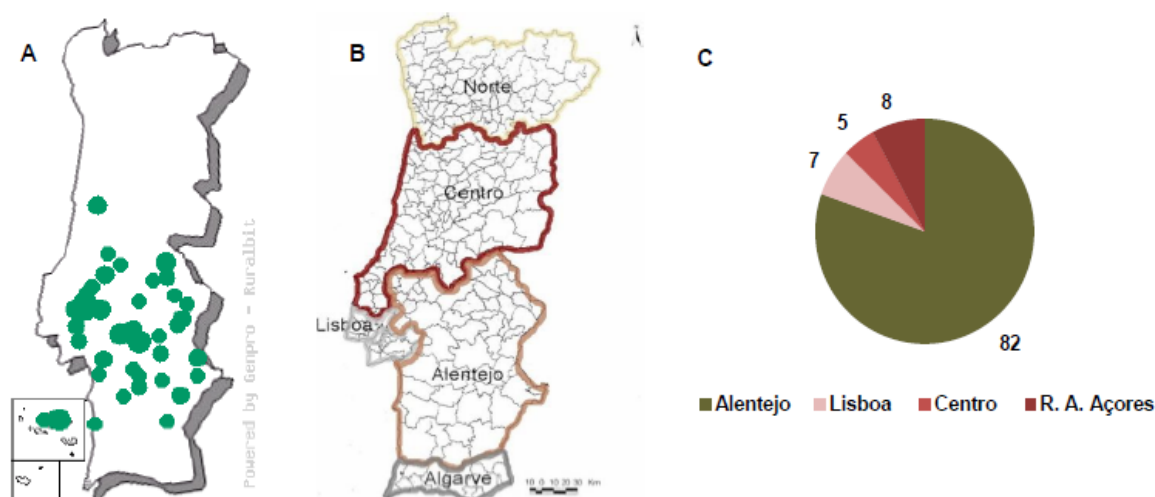 A
Powered by Genpro - Ruralbit
B
Norte
Centro
Lisboa
Alentejo
Algarve
10 0 10 20 30 Km
C
8
5
7
82
Alentejo Lisboa Centro R. A. Açores